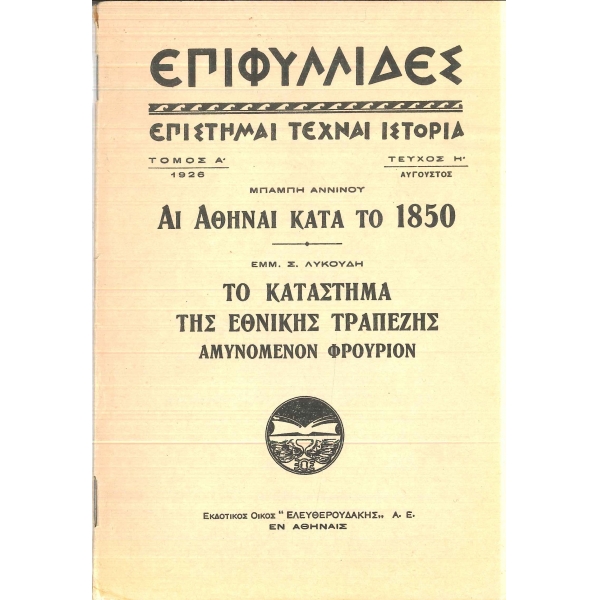 ΕΠΙΦΥΛΛΙΔΕΣ
ΕΠΙΣΤΗΜΑΙ ΤΕΧΝΑΙ ΙΣΤΟΡΙΑ
ΤΟΜΟΣ Α' ΤΕΥΧΟΣ Η'
1926 ΑΥΓΟΥΣΤΟΣ
ΜΠΑΜΠΗ ΑΝΝΙΝΟΥ
ΑΙ ΑΘΗΝΑΙ ΚΑΤΑ ΤΟ 1850
ΕΜΜ. Σ. ΛΥΚΟΥΔΗ
ΤΟ ΚΑΤΑΣΤΗΜΑ
ΤΗΣ ΕΘΝΙΚΗΣ ΤΡΑΠΕΖΗΣ
ΑΜΥΝΟΜΕΝΟΝ ΦΡΟΥΡΙΟΝ
ΕΚΔΟΤΙΚΟΣ ΟΙΚΟΣ "ΕΛΕΥΘΕΡΟΥΔΑΚΗΣ,, Α. Ε.
ΕΝ ΑΘΗΝΑΙΣ